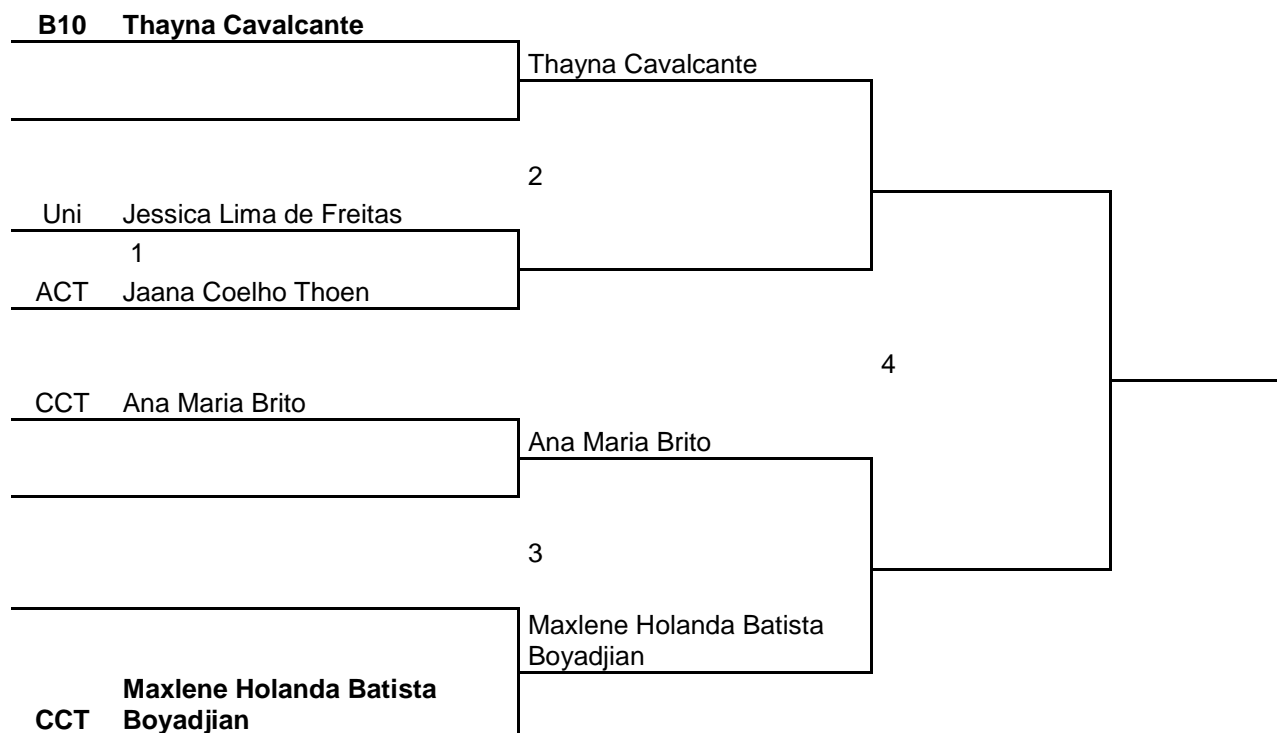 B10 Thayna Cavalcante
Thayna Cavalcante
2
Uni Jessica Lima de Freitas
1
ACT Jaana Coelho Thoen
4
CCT Ana Maria Brito
Ana Maria Brito
3
Maxlene Holanda Batista
Boyadjian
Maxlene Holanda Batista
CCT Boyadjian